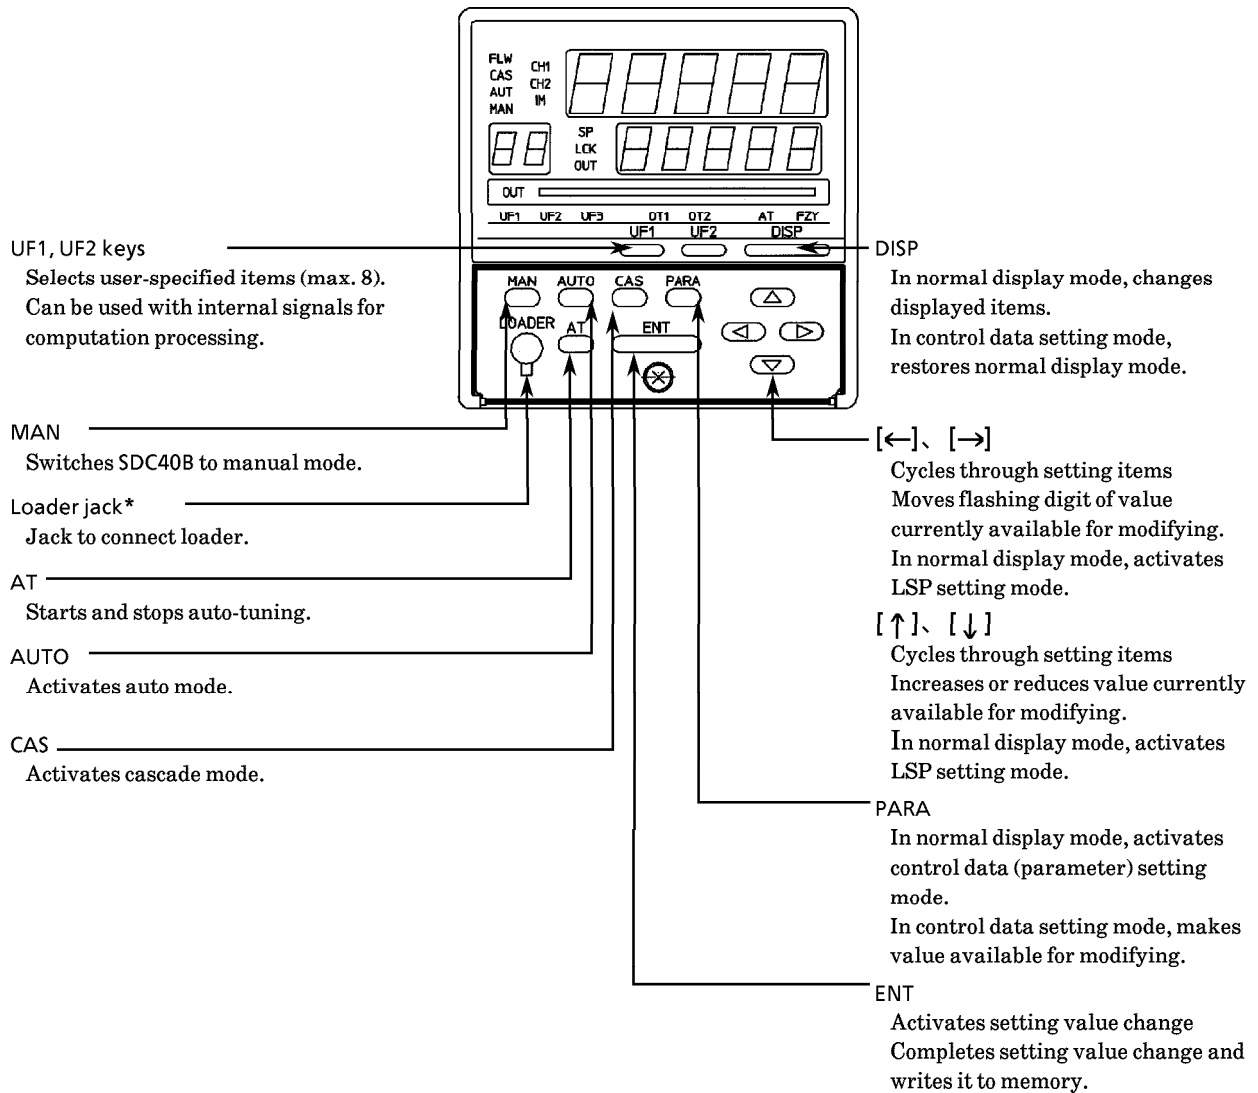 FLW
CAS
AUT
MAN
CH1
CH2
IM
SP
LCK
OUT
OUT
UF1 UF2 UF3 OT1 OT2 AT FZY
UF1 UF2 DISP
MAN AUTO CAS PARA
LOADER AT ENT
UF1, UF2 keys
Selects user-specified items (max. 8).
Can be used with internal signals for
computation processing.
MAN
Switches SDC40B to manual mode.
Loader jack*
Jack to connect loader.
AT
Starts and stops auto-tuning.
AUTO
Activates auto mode.
CAS
Activates cascade mode.
DISP
In normal display mode, changes
displayed items.
In control data setting mode,
restores normal display mode.
[←]、 [→]
Cycles through setting items
Moves flashing digit of value
currently available for modifying.
In normal display mode, activates
LSP setting mode.
[↑]、 [↓]
Cycles through setting items
Increases or reduces value currently
available for modifying.
In normal display mode, activates
LSP setting mode.
PARA
In normal display mode, activates
control data (parameter) setting
mode.
In control data setting mode, makes
value available for modifying.
ENT
Activates setting value change
Completes setting value change and
writes it to memory.